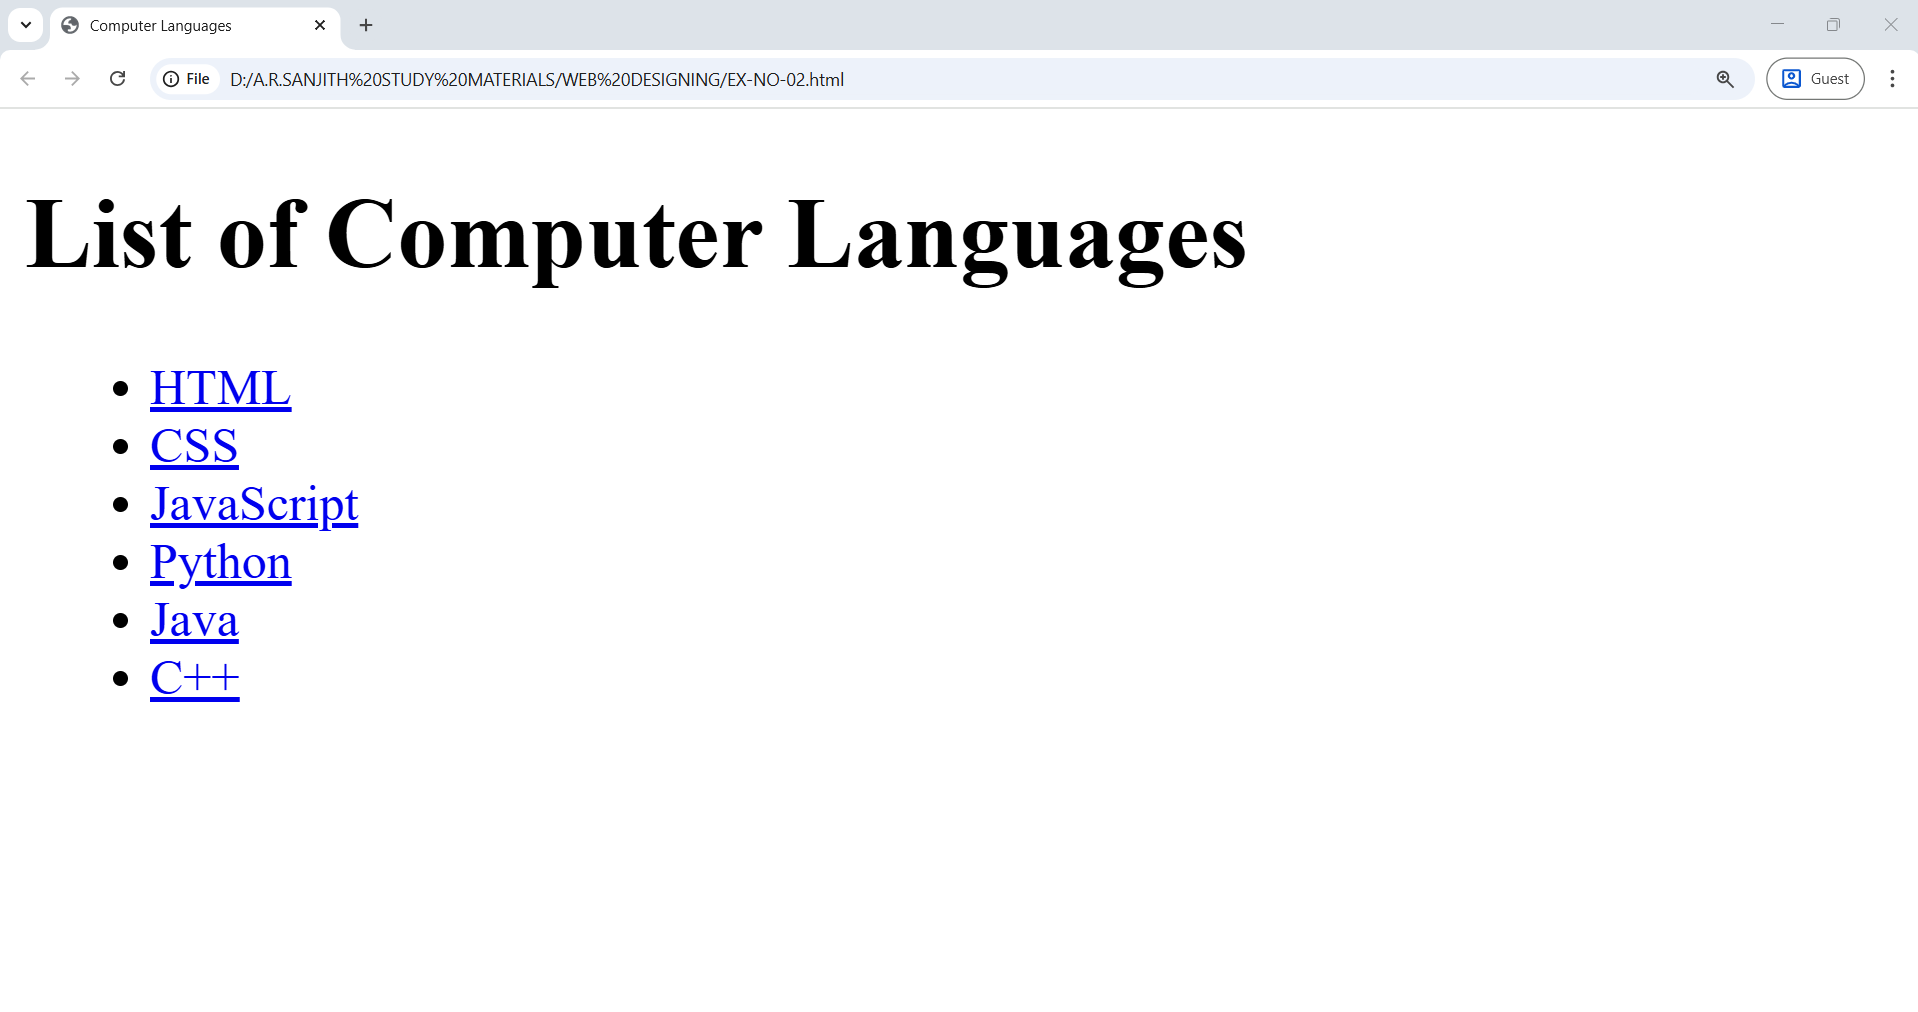 Computer Languages
File D:/A.R.SANJITH%20STUDY%20MATERIALS/WEB%20DESIGNING/EX-NO-02.html Guest
List of Computer Languages
HTML
CSS
JavaScript
Python
Java
C++